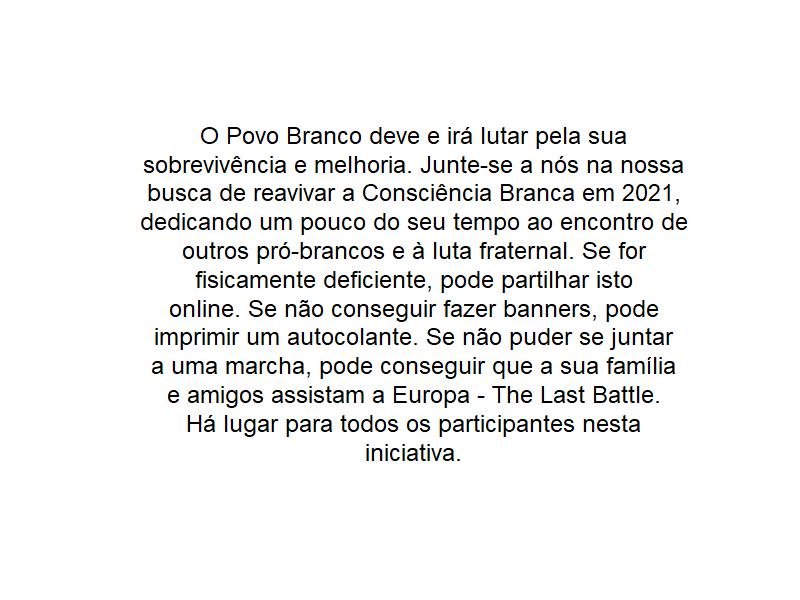 O Povo Branco deve e irá lutar pela sua
sobrevivência e melhoria. Junte-se a nós na nossa
busca de reavivar a Consciência Branca em 2021,
dedicando um pouco do seu tempo ao encontro de
outros pró-brancos e à luta fraternal. Se for
fisicamente deficiente, pode partilhar isto
online. Se não conseguir fazer banners, pode
imprimir um autocolante. Se não puder se juntar
a uma marcha, pode conseguir que a sua família
e amigos assistam a Europa - The Last Battle.
Há lugar para todos os participantes nesta
iniciativa.